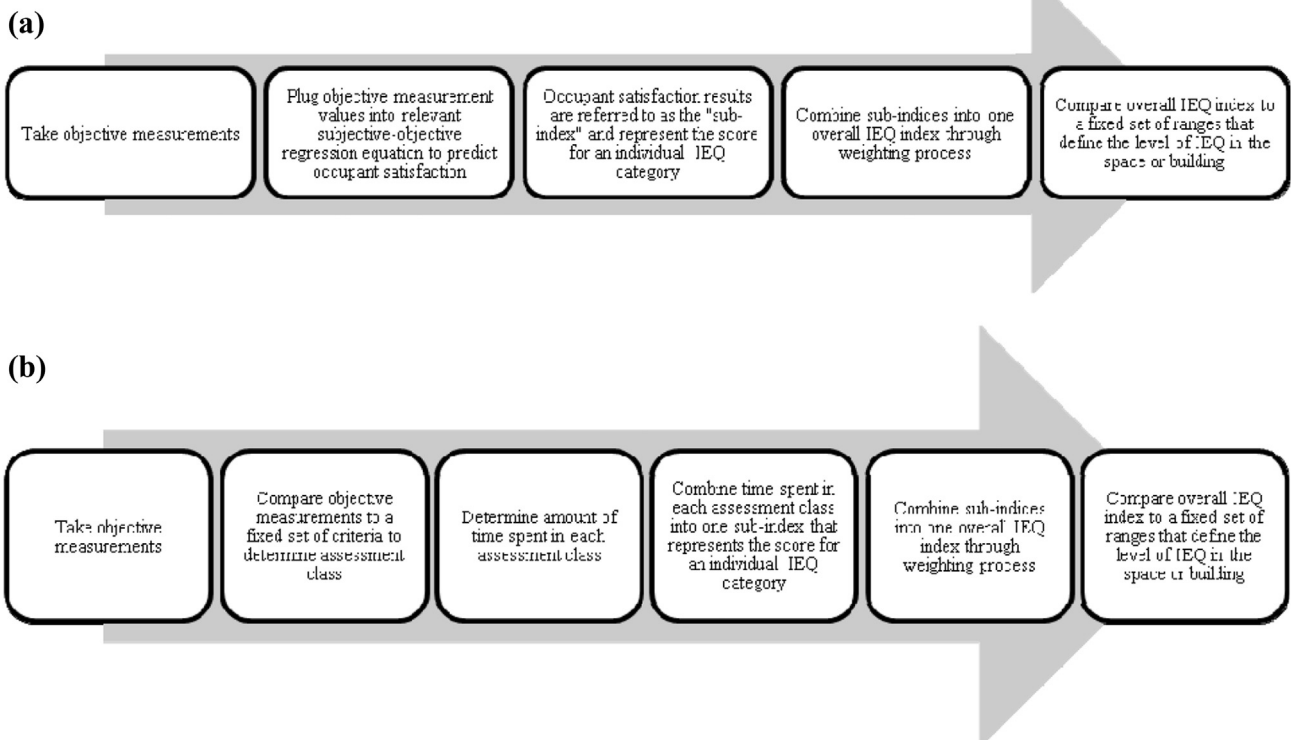 (a)
Take objective measurements
Plug objective measurement
values into relevant
subjective-objective
regression equation to predict
occupant satisfaction
Occupant satisfaction results
are referred to as the "sub-
index" and represent the score
for an individual IEQ
category
Combine sub-indices into one
overall IEQ index through
weighting process
Compare overall IEQ index to
a fixed set of ranges that
define the level of IEQ in the
space or building
(b)
Take objective
measurements
Compare objective
measurements to a
fixed set of criteria to
determine assessment
class
Determine amount of
time spent in each
assessment class
Combine time spent in
each assessment class
into one sub-index that
represents the score for
an individual IEQ
category
Combine sub-indices
into one overall IEQ
index through
weighting process
Compare overall IEQ
index to a fixed set of
ranges that define the
level of IEQ in the
space or building